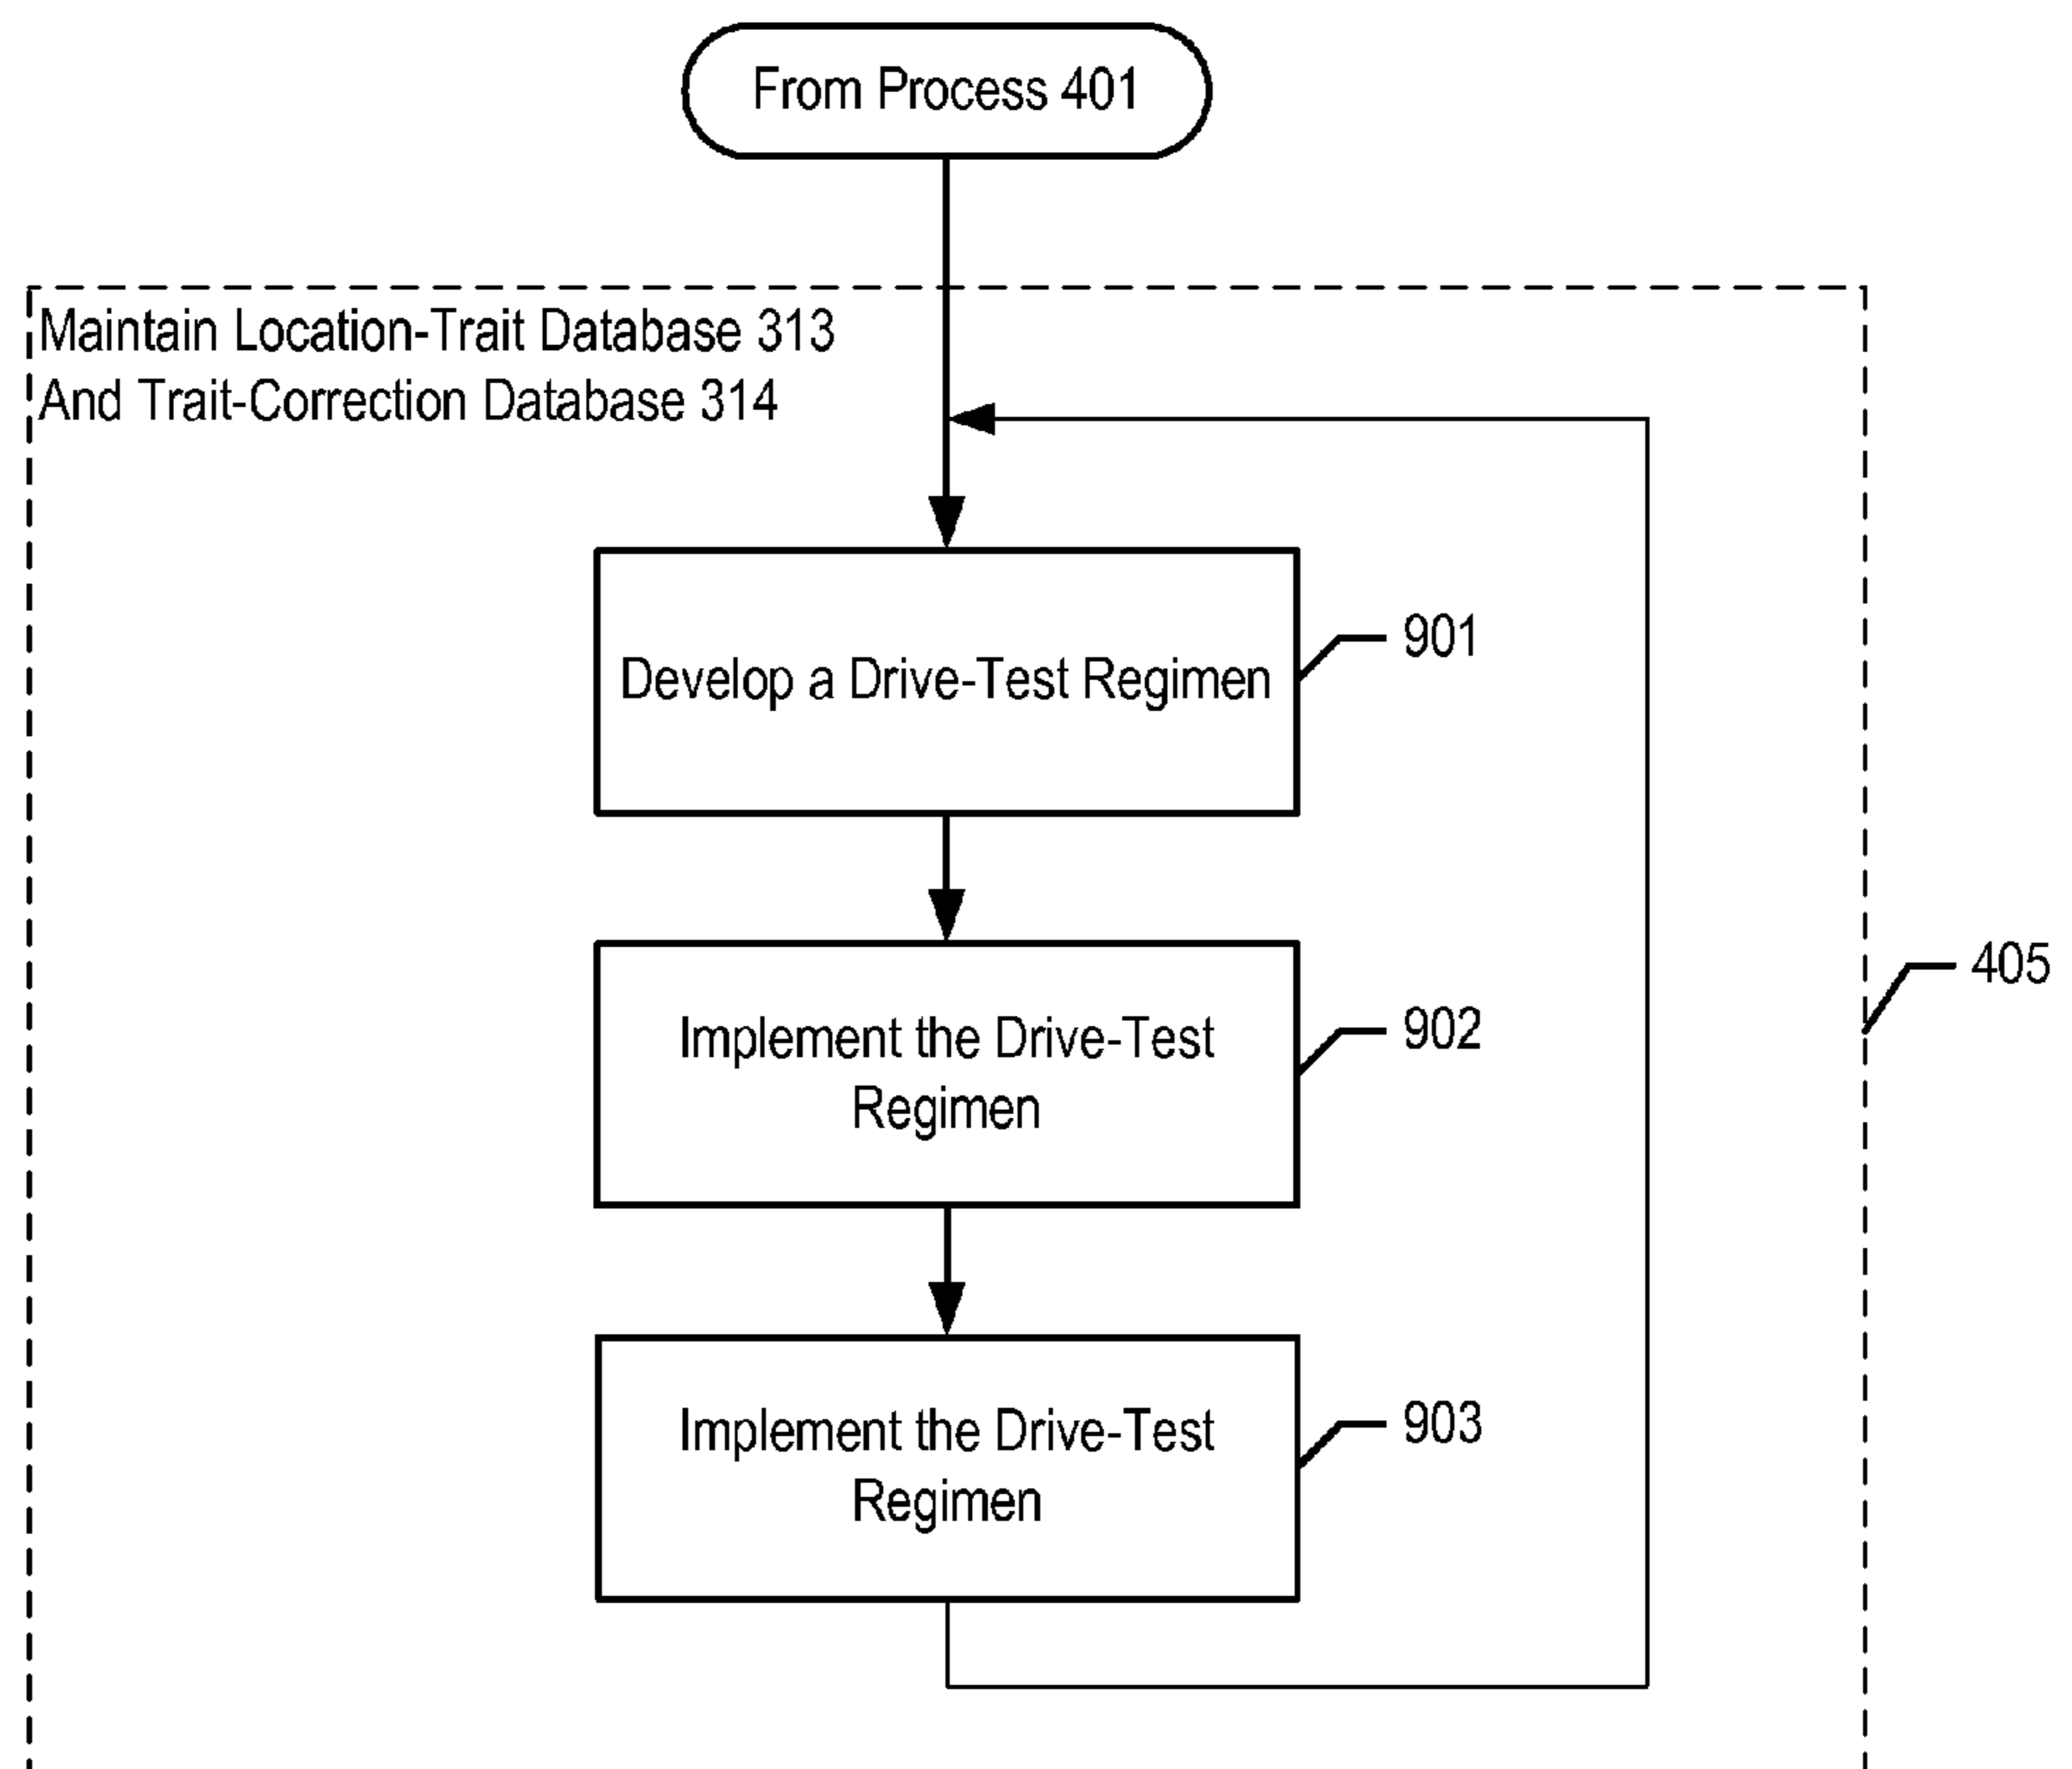 From Process 401
Maintain Location-Trait Database 313
And Trait-Correction Database 314
Develop a Drive-Test Regimen
901
Implement the Drive-Test
Regimen
902
405
Implement the Drive-Test
Regimen
903